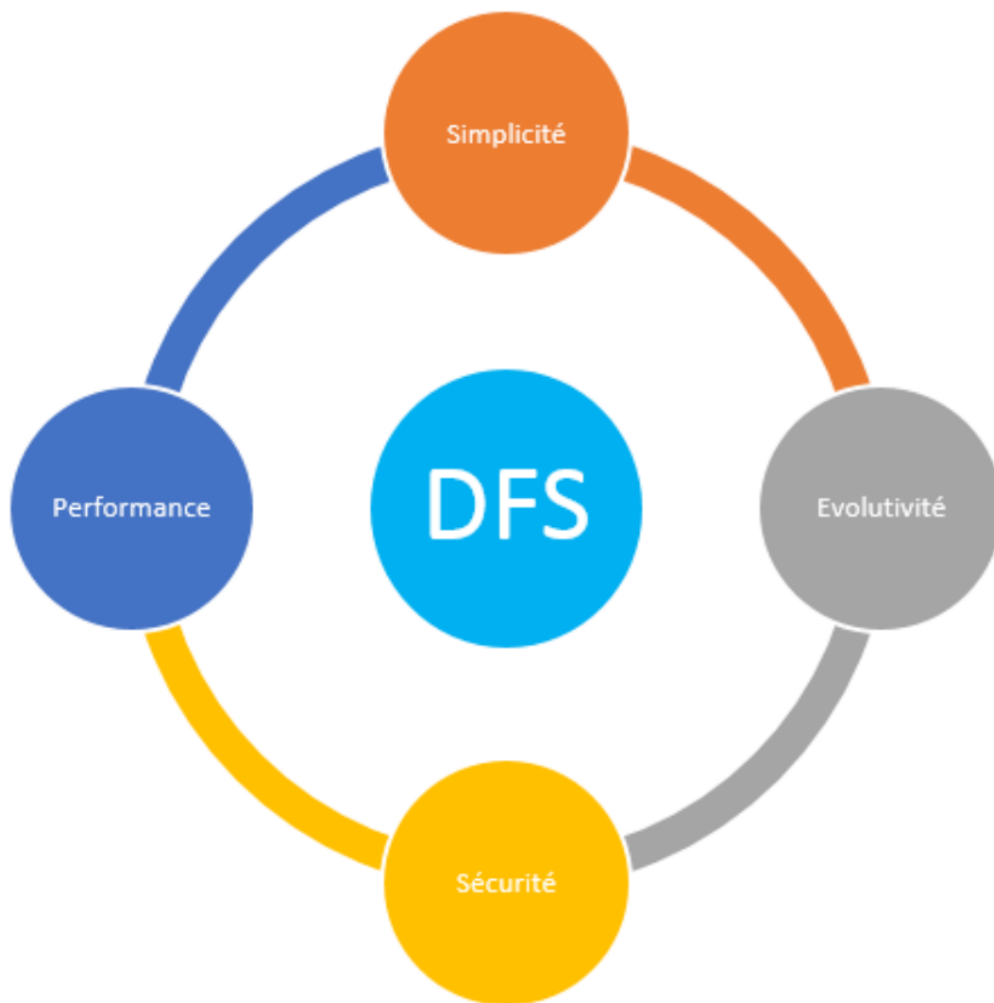 Simplicité
Performance
DFS
Evolutivité
Sécurité